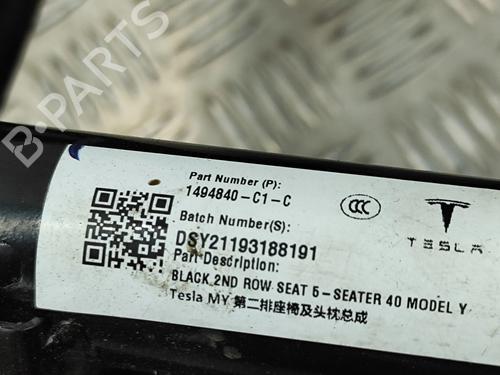 B-PARTS
Part Number (P):
1494840-C1-C
Batch Number(S):
DSY21193188191
Part Description:
BLACK 2ND ROW SEAT 5-SEATER 40 MODEL Y
Tesla MY 第二排座椅及头枕总成
CCC
TESLA